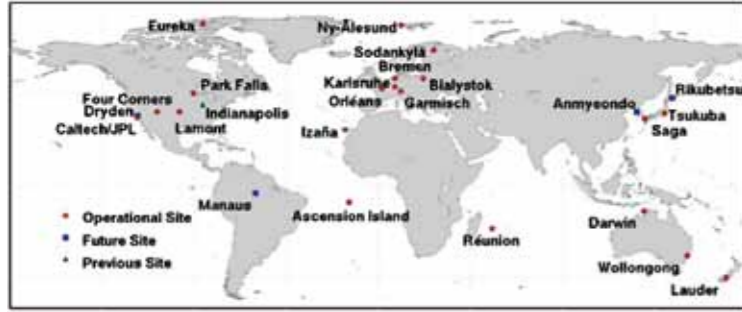 Eureka
Ny-Ålesund
Sodankylä
Bremen
Park Falls
Karlsruhe
Bialystok
Rikubetsu
Four Corners
Orléans
Garmisch
Anmyeondo
Dryden
Indianapolis
Tsukuba
Caltech/JPL
Lamont
Izaña
Saga
Manaus
Ascension Island
Operational Site
Darwin
Future Site
Réunion
Previous Site
Wollongong
Lauder